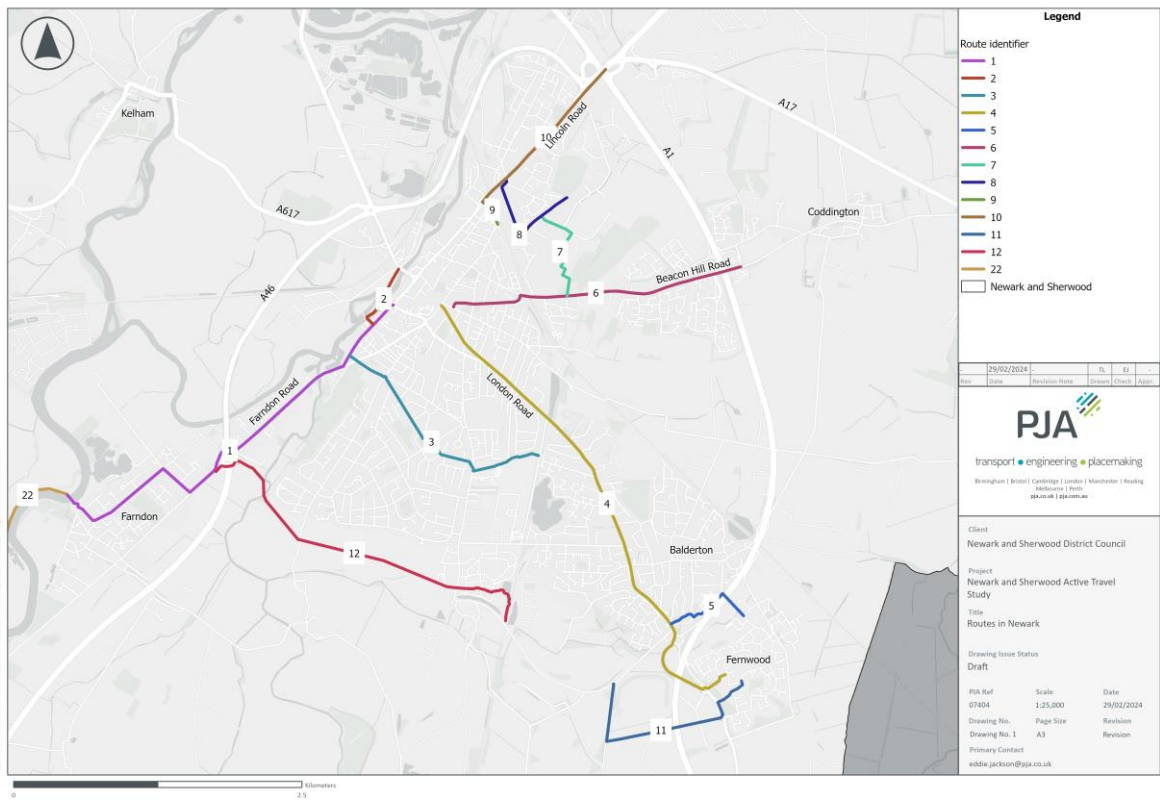 Kelham
A617
A46
A17
A1
Lincoln Road
Coddington
Beacon Hill Road
London Road
Farndon Road
Farndon
Balderton
Fernwood
10
9
8
7
6
2
3
1
22
12
4
5
11
0
2.5
Kilometers
Legend
Route identifier
1
2
3
4
5
6
7
8
9
10
11
12
22
Newark and Sherwood
- 29/02/2024 - TL EJ -
Rev Date Revision Note Drawn Check Appr.
PJA
transport engineering placemaking
Birmingham | Bristol | Cambridge | London | Manchester | Reading
Melbourne | Perth
pja.co.uk | pja.com.au
Client
Newark and Sherwood District Council
Project
Newark and Sherwood Active Travel
Study
Title
Routes in Newark
Drawing Issue Status
Draft
PJA Ref Scale Date
07404 1:25,000 29/02/2024
Drawing No. Page Size Revision
Drawing No. 1 A3 Revision
Primary Contact
eddie.jackson@pja.co.uk